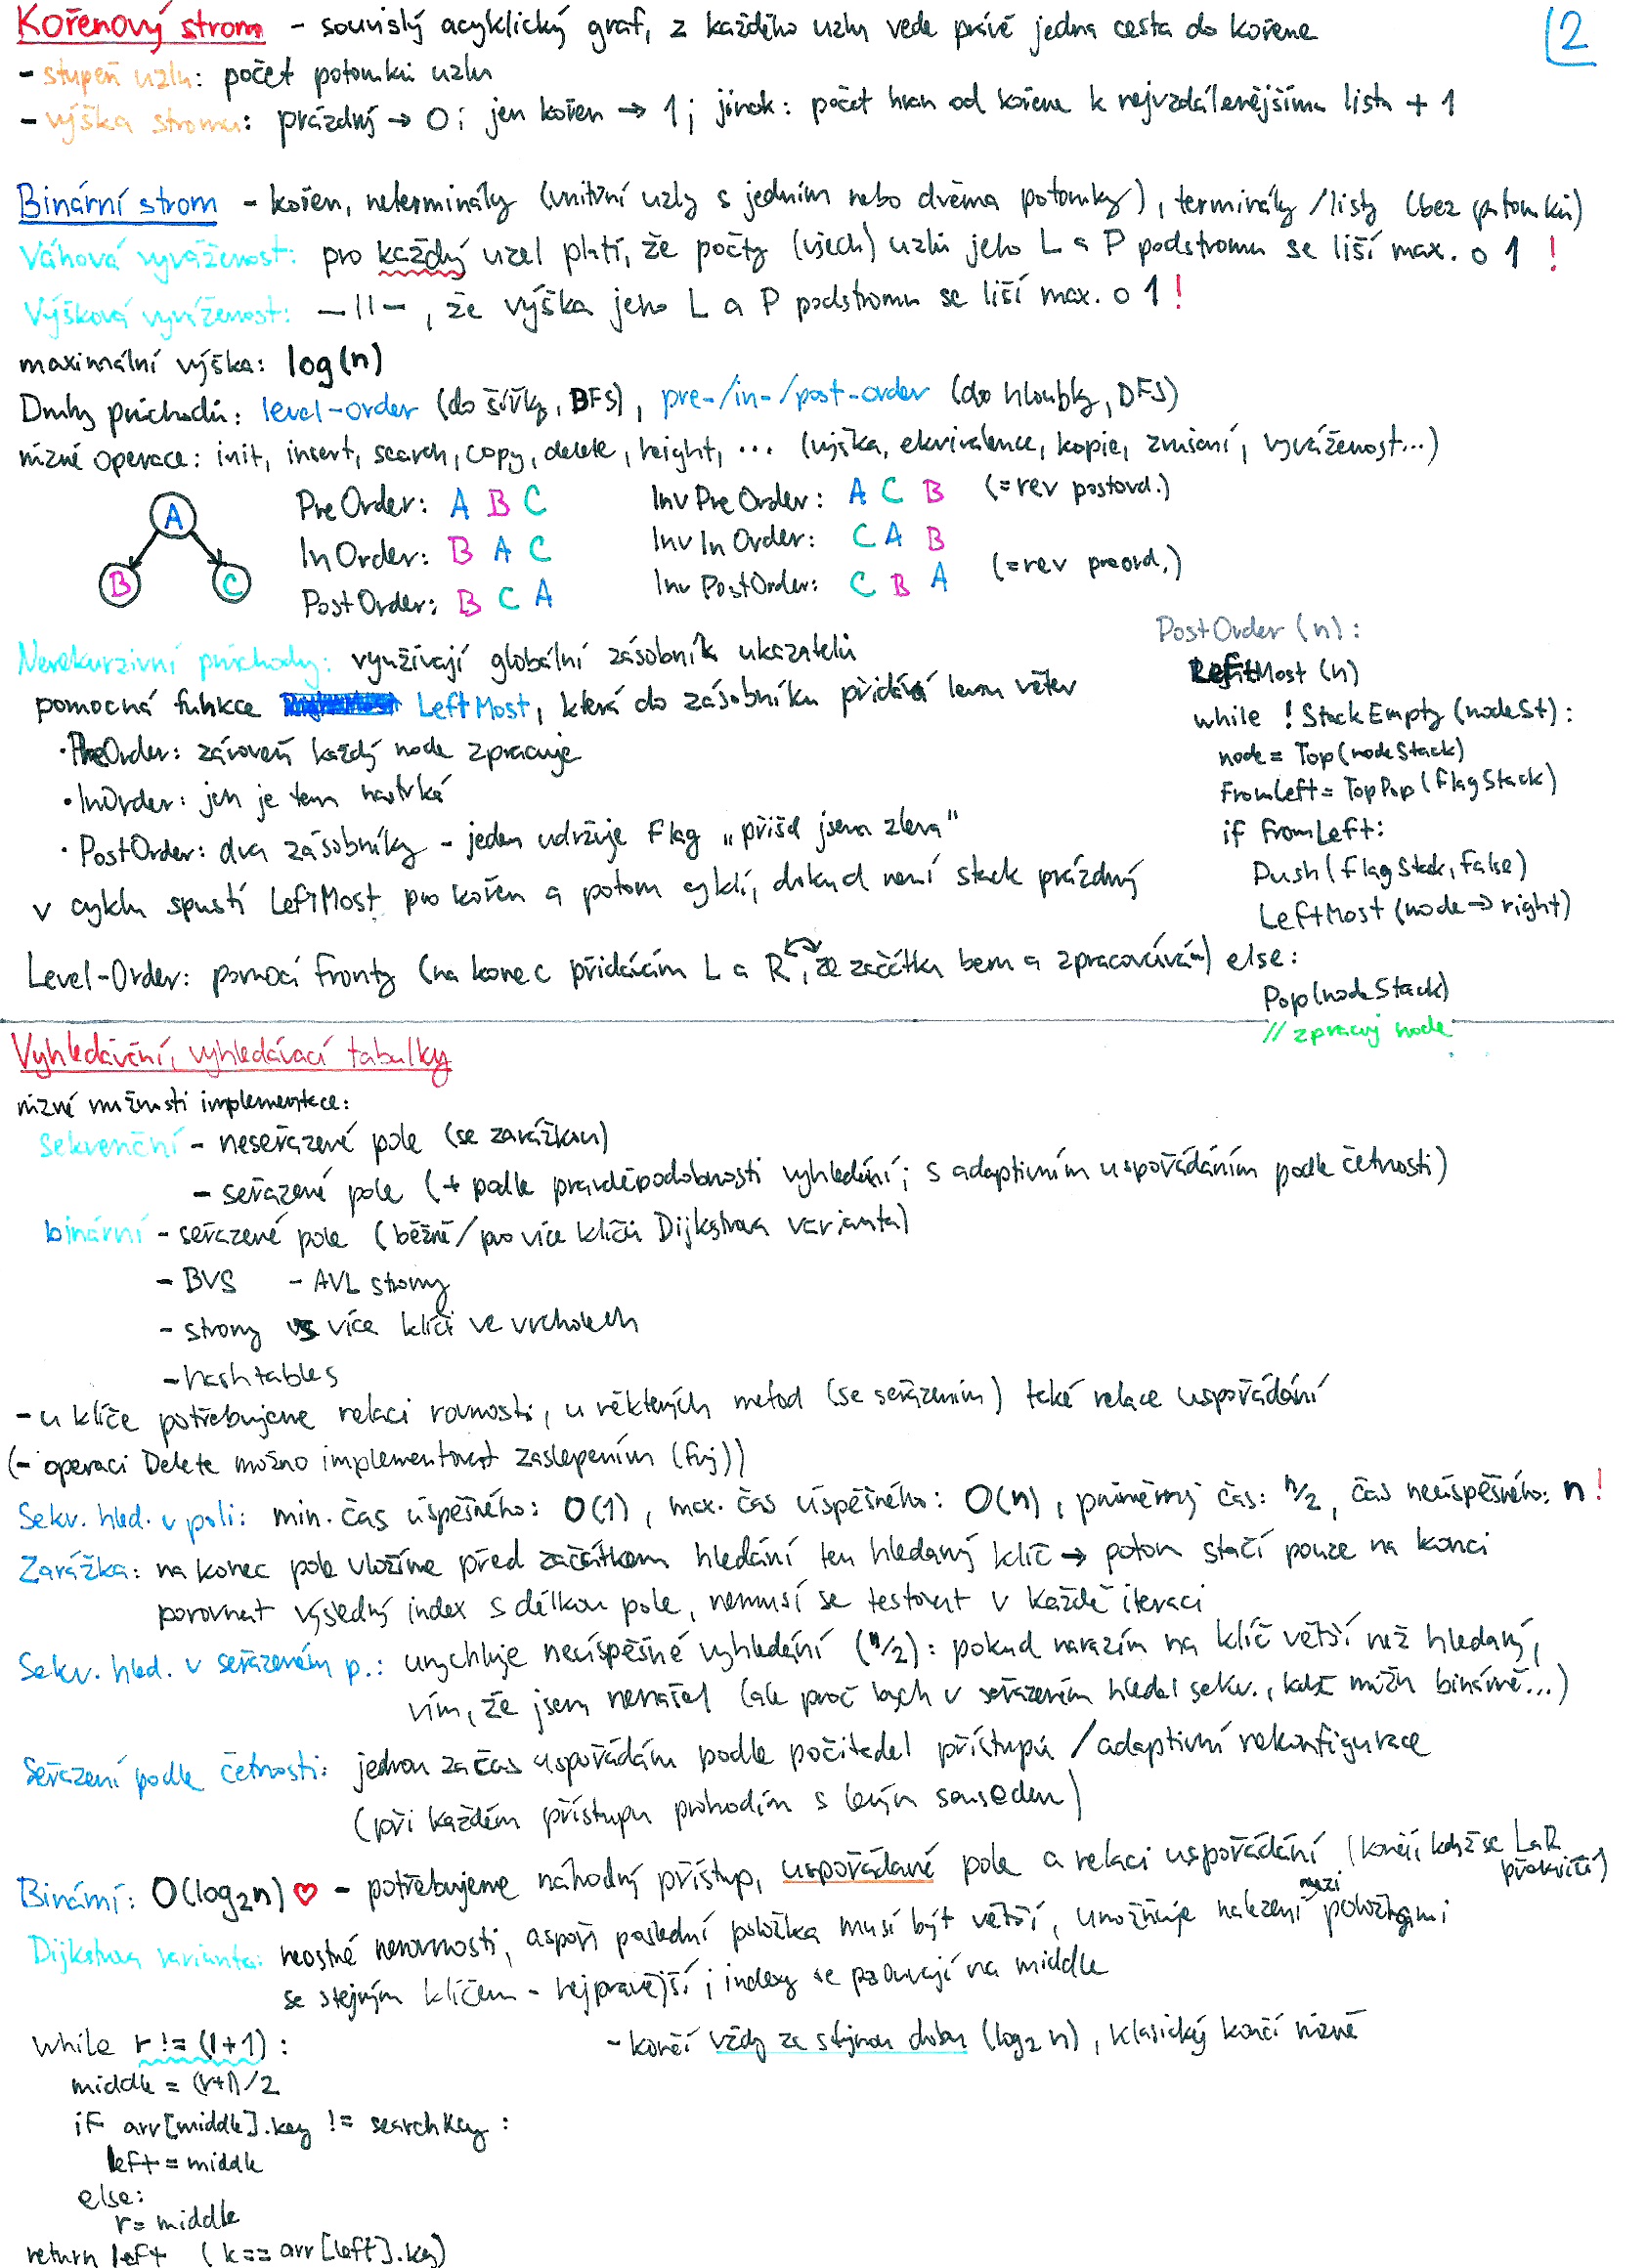 Kořenový strom - souvislý acyklický graf, z každého uzlu vede právě jedna cesta do kořene
2
- stupeň uzlu: počet potomků uzlu
- výška stromu: prázdný → 0; jen kořen → 1; jinak: počet hran od kořene k nejvzdálenějšímu listu + 1
Binární strom - kořen, neterminály (vnitřní uzly s jedním nebo dvěma potomky), terminály/listy (bez potomků)
Váhová vyváženost: pro každý uzel platí, že počty (všech) uzlů jeho L a P podstromu se liší max. o 1 !
Výšková vyváženost: —||—, že výška jeho L a P podstromu se liší max. o 1 !
maximální výška: log(n)
Druhy průchodů: level-order (do šířky, BFS), pre-/in-/post-order (do hloubky, DFS)
různé operace: init, insert, search, copy, delete, height, ... (výška, ekvivalence, kopie, zrušení, vyváženost...)
A
B C
PreOrder: A B C
InOrder: B A C
PostOrder: B C A
InvPreOrder: A C B (=rev postord.)
InvInOrder: C A B
InvPostOrder: C B A (=rev preord.)
Nerekurzivní průchody: využívají globální zásobník ukazatelů
pomocná funkce LeftMost, která do zásobníku přidává levou větev
• PreOrder: zároveň každý node zpracuje
• InOrder: jen je tam nastrká
• PostOrder: dva zásobníky - jeden udržuje flag „přišel jsem zleva"
v cyklu spustí LeftMost pro kořen a potom cyklí, dokud není stack prázdný
Level-Order: pomocí fronty (na konec přidávám L a R, ze začátku beru a zpracovávám)
PostOrder (n):
LeftMost (n)
while !StackEmpty (nodeSt):
node = Top(nodeStack)
FromLeft = TopPop(flagStack)
if fromLeft:
Push(flagStack, false)
LeftMost (node → right)
else:
Pop(nodeStack)
// zpracuj node
Vyhledávání, vyhledávací tabulky
různé možnosti implementace:
sekvenční - neseřazené pole (se zarážkou)
- seřazené pole (+ podle pravděpodobnosti vyhledání; s adaptivním uspořádáním podle četnosti)
binární - seřazené pole (běžné/pro více klíčů Dijkstrova varianta)
- BVS - AVL stromy
- stromy s více klíči ve vrcholech
- hashtables
- u klíče potřebujeme relaci rovnosti, u některých metod (se seřazením) také relace uspořádání
(- operaci Delete možno implementovat zaslepením (fuj))
Sekv. hled. v poli: min. čas úspěšného: O(1), max. čas úspěšného: O(n), průměrný čas: n/2, čas neúspěšného: n !
Zarážka: na konec pole vložíme před začátkem hledání ten hledaný klíč → potom stačí pouze na konci
porovnat výsledný index s délkou pole, nemusí se testovat v každé iteraci
Sekv. hled. v seřazeném p.: urychluje neúspěšné vyhledání (n/2): pokud narazím na klíč větší než hledaný,
vím, že jsem nenašel (ale proč bych v seřazeném hledal sekv., když můžu binárně...)
Seřazení podle četnosti: jednou začas uspořádám podle počitadel přístupů / adaptivní rekonfigurace
(při každém přístupu prohodím s levým sousedem)
Binární: O(log2n) ♥ - potřebujeme náhodný přístup, uspořádané pole a relaci uspořádání (končí když se L a R
překříží)
Dijkstrova varianta: neostré nerovnosti, aspoň poslední položka musí být větší, umožňuje nalezení mezi položkami
se stejným klíčem - nejpravější; indexy se posouvají na middle
- končí vždy za stejnou dobu (log2 n), klasický končí různě
while r != (l+1):
middle = (r+l)/2
if arr[middle].key != searchKey:
left = middle
else:
r = middle
return left (k == arr[left].key)